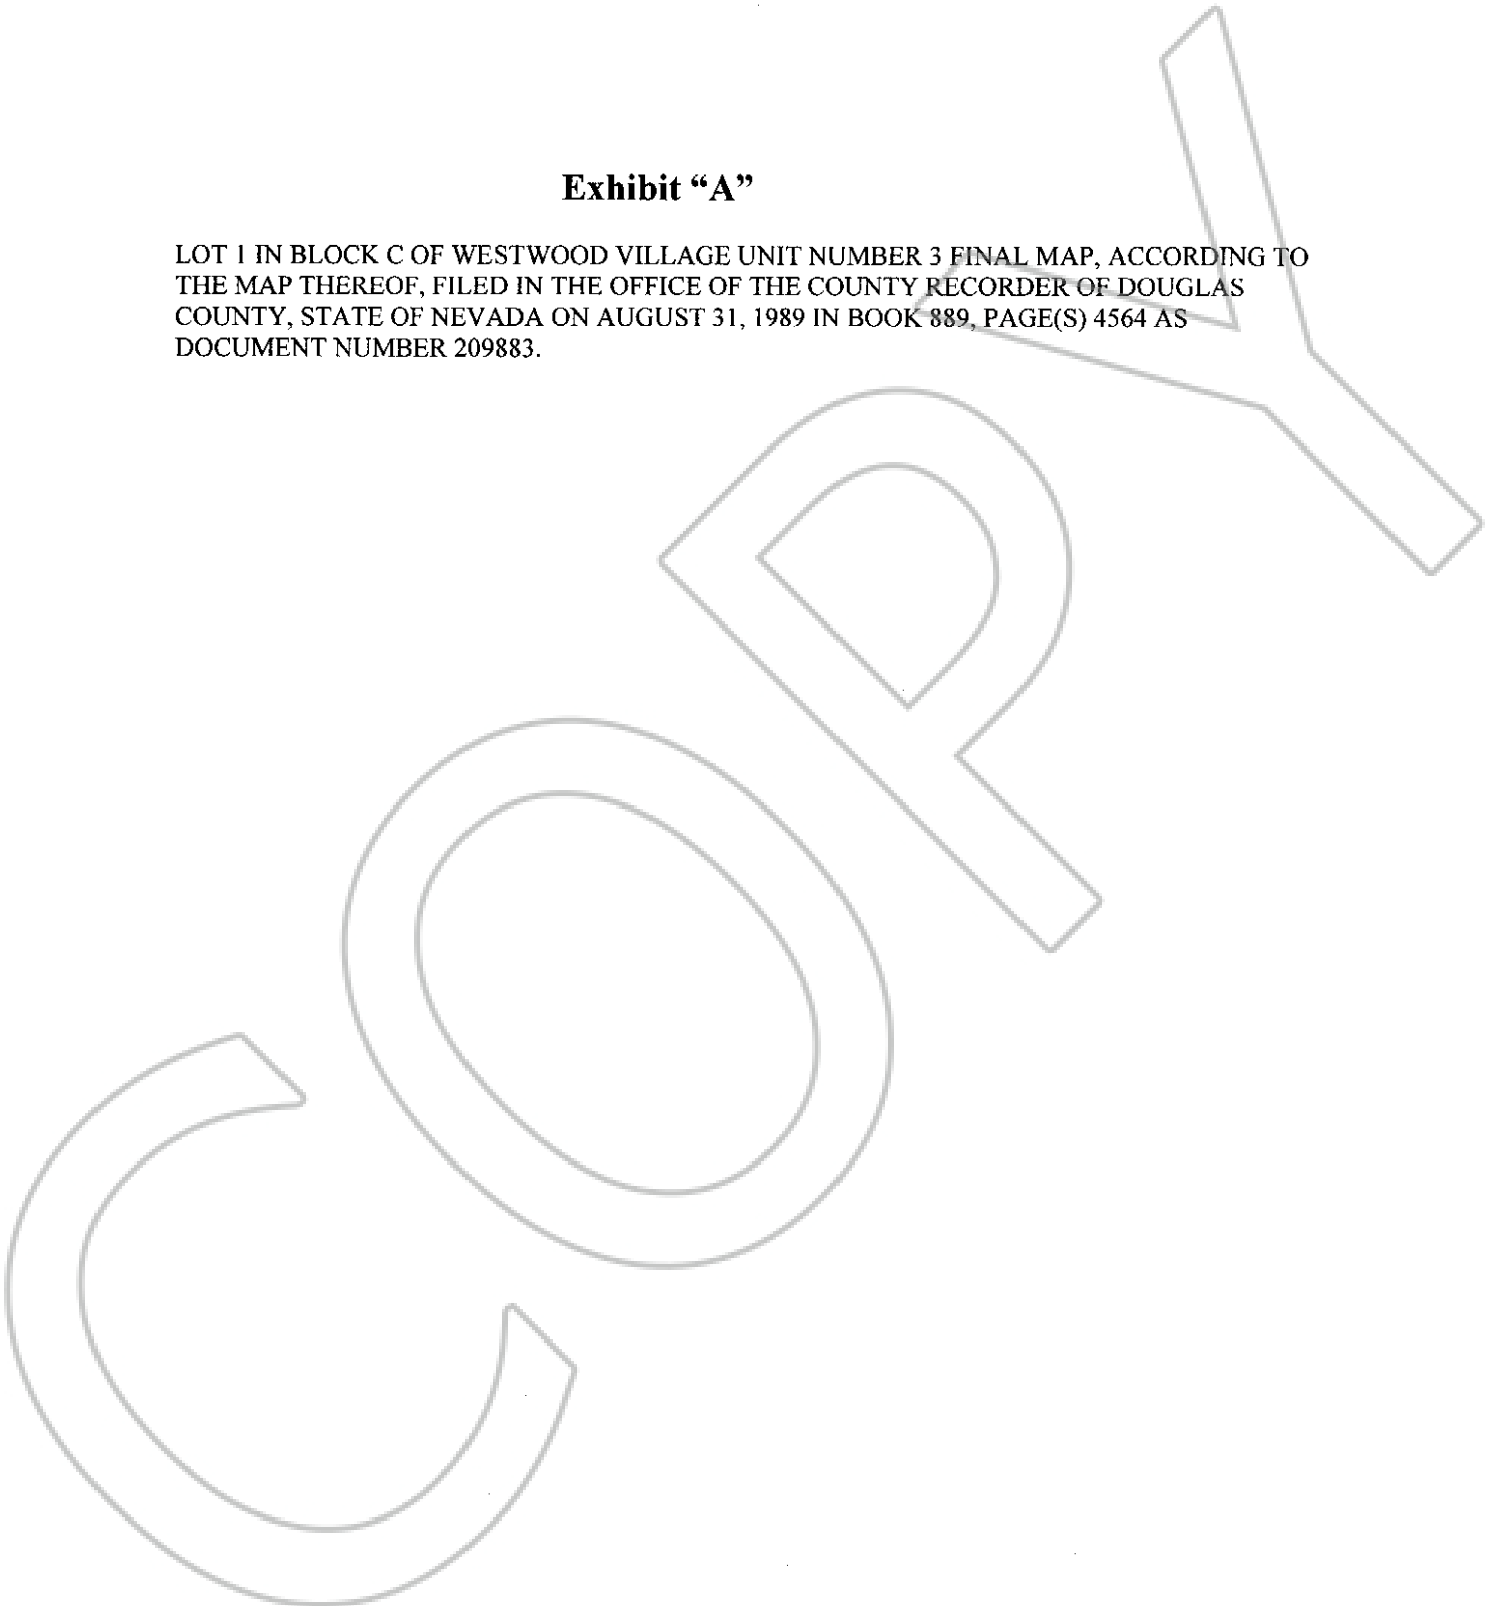 Exhibit “A”
LOT 1 IN BLOCK C OF WESTWOOD VILLAGE UNIT NUMBER 3 FINAL MAP, ACCORDING TO
THE MAP THEREOF, FILED IN THE OFFICE OF THE COUNTY RECORDER OF DOUGLAS
COUNTY, STATE OF NEVADA ON AUGUST 31, 1989 IN BOOK 889, PAGE(S) 4564 AS
DOCUMENT NUMBER 209883.
COPY